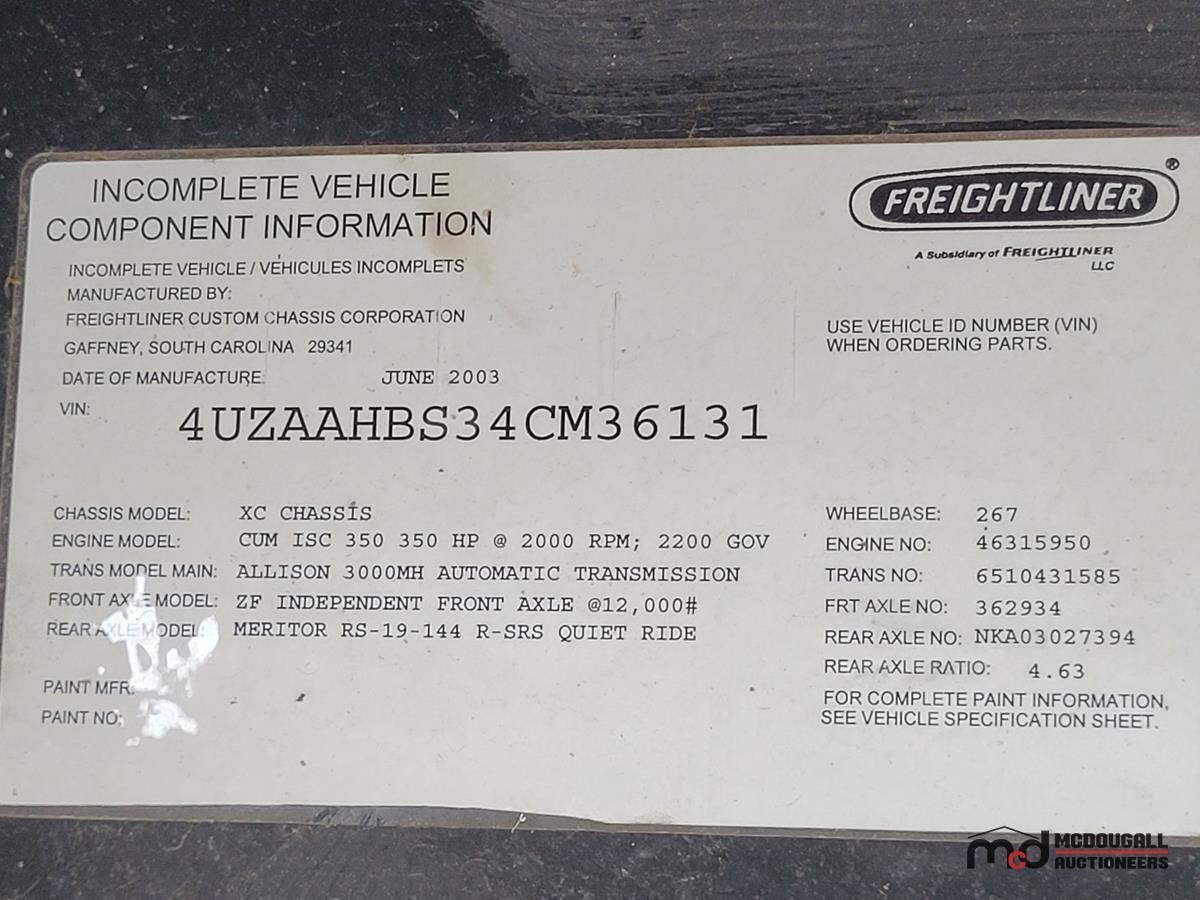 INCOMPLETE VEHICLE
COMPONENT INFORMATION
INCOMPLETE VEHICLE / VÉHICULES INCOMPLETS
MANUFACTURED BY:
FREIGHTLINER CUSTOM CHASSIS CORPORATION
GAFFNEY, SOUTH CAROLINA 29341
DATE OF MANUFACTURE: JUNE 2003
VIN: 4UZAAHBS34CM36131
FREIGHTLINER ®
A Subsidiary of FREIGHTLINER
LLC
USE VEHICLE ID NUMBER (VIN)
WHEN ORDERING PARTS.
CHASSIS MODEL: XC CHASSIS
ENGINE MODEL: CUM ISC 350 350 HP @ 2000 RPM; 2200 GOV
TRANS MODEL MAIN: ALLISON 3000MH AUTOMATIC TRANSMISSION
FRONT AXLE MODEL: ZF INDEPENDENT FRONT AXLE @12,000#
REAR AXLE MODEL: MERITOR RS-19-144 R-SRS QUIET RIDE
PAINT MFR:
PAINT NO:
WHEELBASE: 267
ENGINE NO: 46315950
TRANS NO: 6510431585
FRT AXLE NO: 362934
REAR AXLE NO: NKA03027394
REAR AXLE RATIO: 4.63
FOR COMPLETE PAINT INFORMATION,
SEE VEHICLE SPECIFICATION SHEET.
mcd MCDOUGALL
AUCTIONEERS